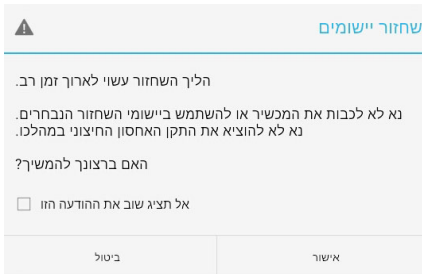 שחזור יישומים
הליך השחזור עשוי לארוך זמן רב.
נא לא לכבות את המכשיר או להשתמש ביישומי השחזור הנבחרים.
נא לא להוציא את התקן האחסון החיצוני במהלכו.
האם ברצונך להמשיך?
אל תציג שוב את ההודעה הזו
אישור
ביטול